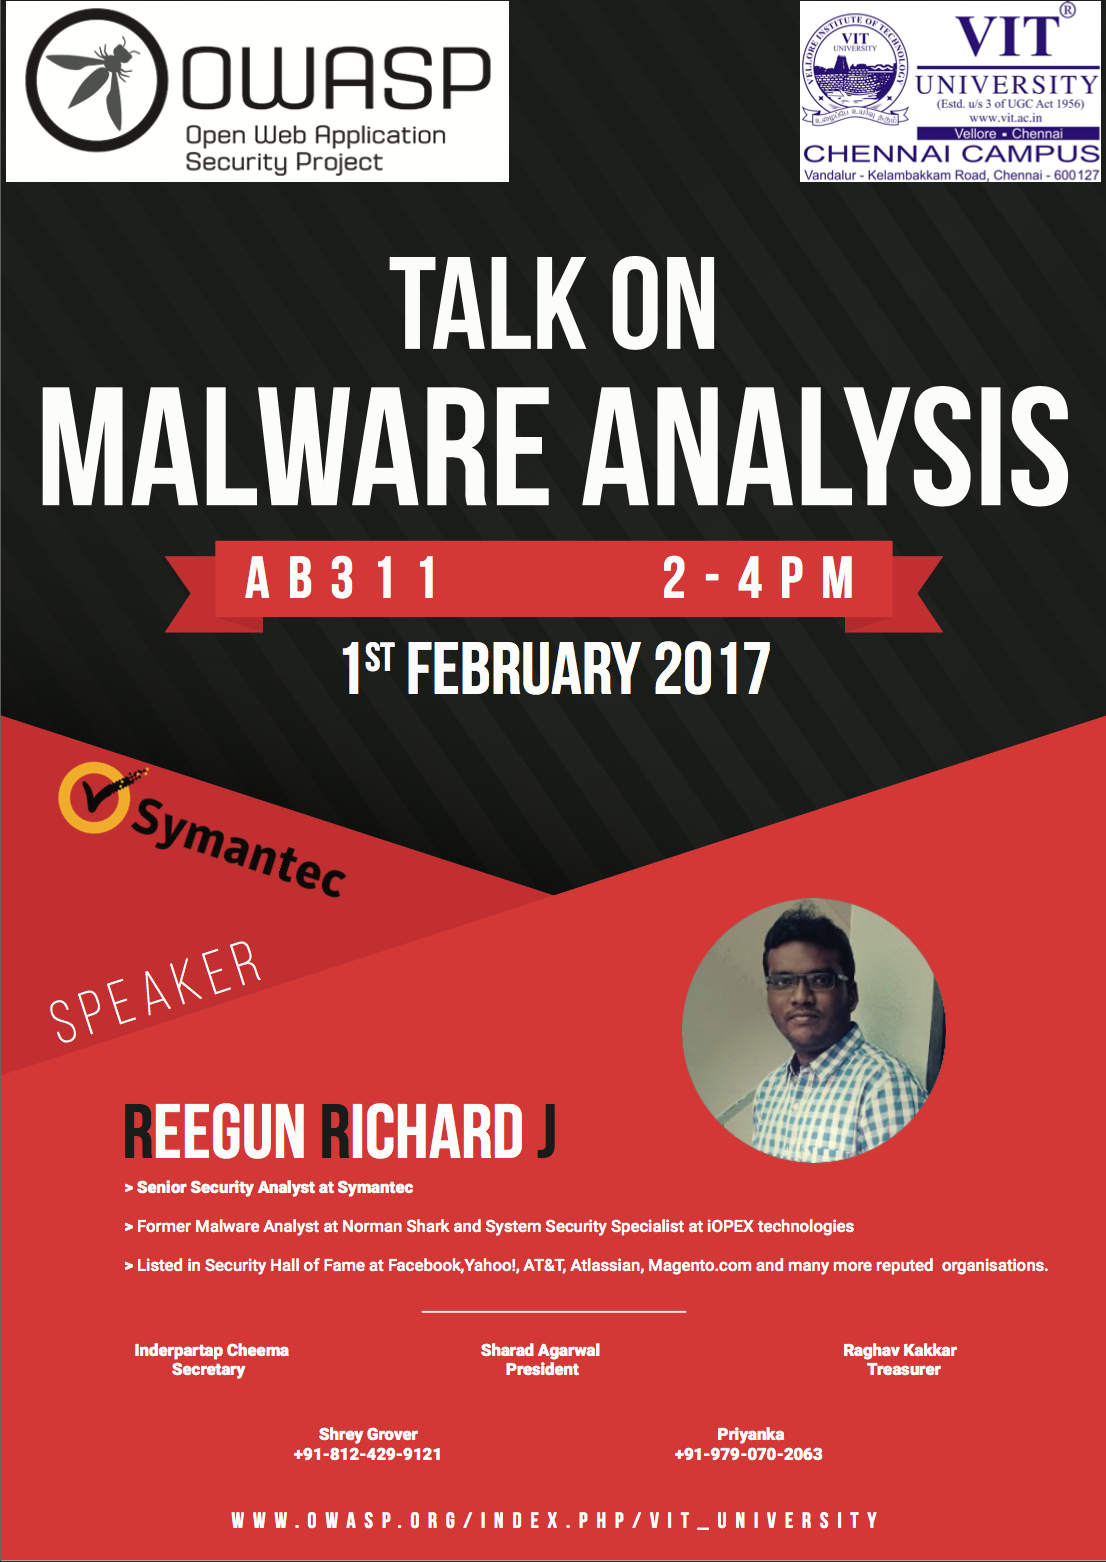 OWASP
Open Web Application
Security Project
VELLORE INSTITUTE OF TECHNOLOGY
VIT
UNIVERSITY
VIT®
UNIVERSITY
(Estd. u/s 3 of UGC Act 1956)
www.vit.ac.in
Vellore • Chennai
CHENNAI CAMPUS
Vandalur - Kelambakkam Road, Chennai - 600127
TALK ON
MALWARE ANALYSIS
AB311 2-4PM
1ST FEBRUARY 2017
Symantec
SPEAKER
REEGUN RICHARD J
> Senior Security Analyst at Symantec
> Former Malware Analyst at Norman Shark and System Security Specialist at iOPEX technologies
> Listed in Security Hall of Fame at Facebook,Yahoo!, AT&T, Atlassian, Magento.com and many more reputed  organisations.
Inderpartap Cheema
Secretary
Sharad Agarwal
President
Raghav Kakkar
Treasurer
Shrey Grover
+91-812-429-9121
Priyanka
+91-979-070-2063
WWW.OWASP.ORG/INDEX.PHP/VIT_UNIVERSITY